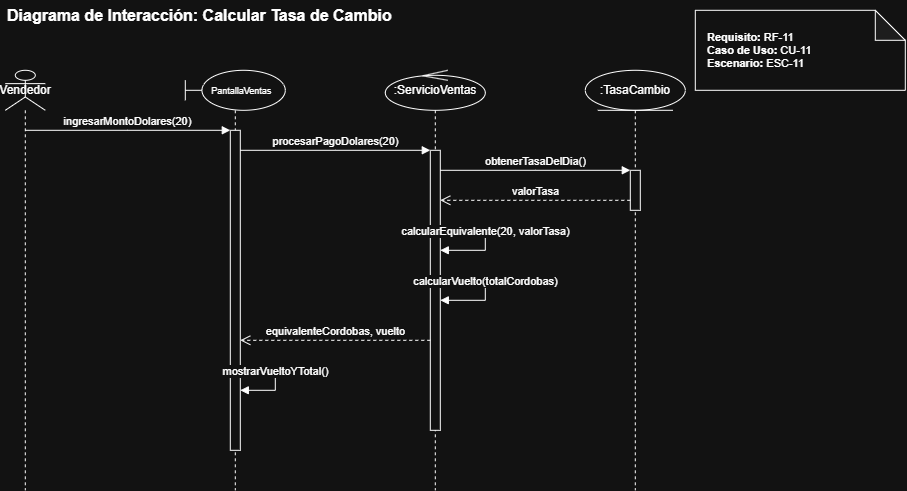 Diagrama de Interacción: Calcular Tasa de Cambio
Requisito: RF-11
Caso de Uso: CU-11
Escenario: ESC-11
Vendedor
PantallaVentas
:ServicioVentas
:TasaCambio
ingresarMontoDolares(20)
procesarPagoDolares(20)
obtenerTasaDelDia()
valorTasa
calcularEquivalente(20, valorTasa)
calcularVuelto(totalCordobas)
equivalenteCordobas, vuelto
mostrarVueltoYTotal()